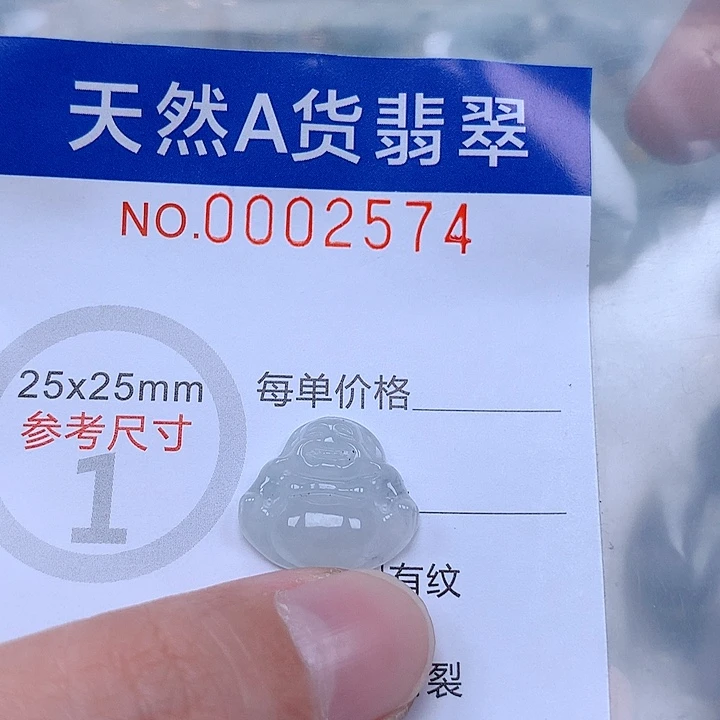 天然A货翡翠
NO.0002574
25x25mm
参考尺寸
1
每单价格
有纹
裂